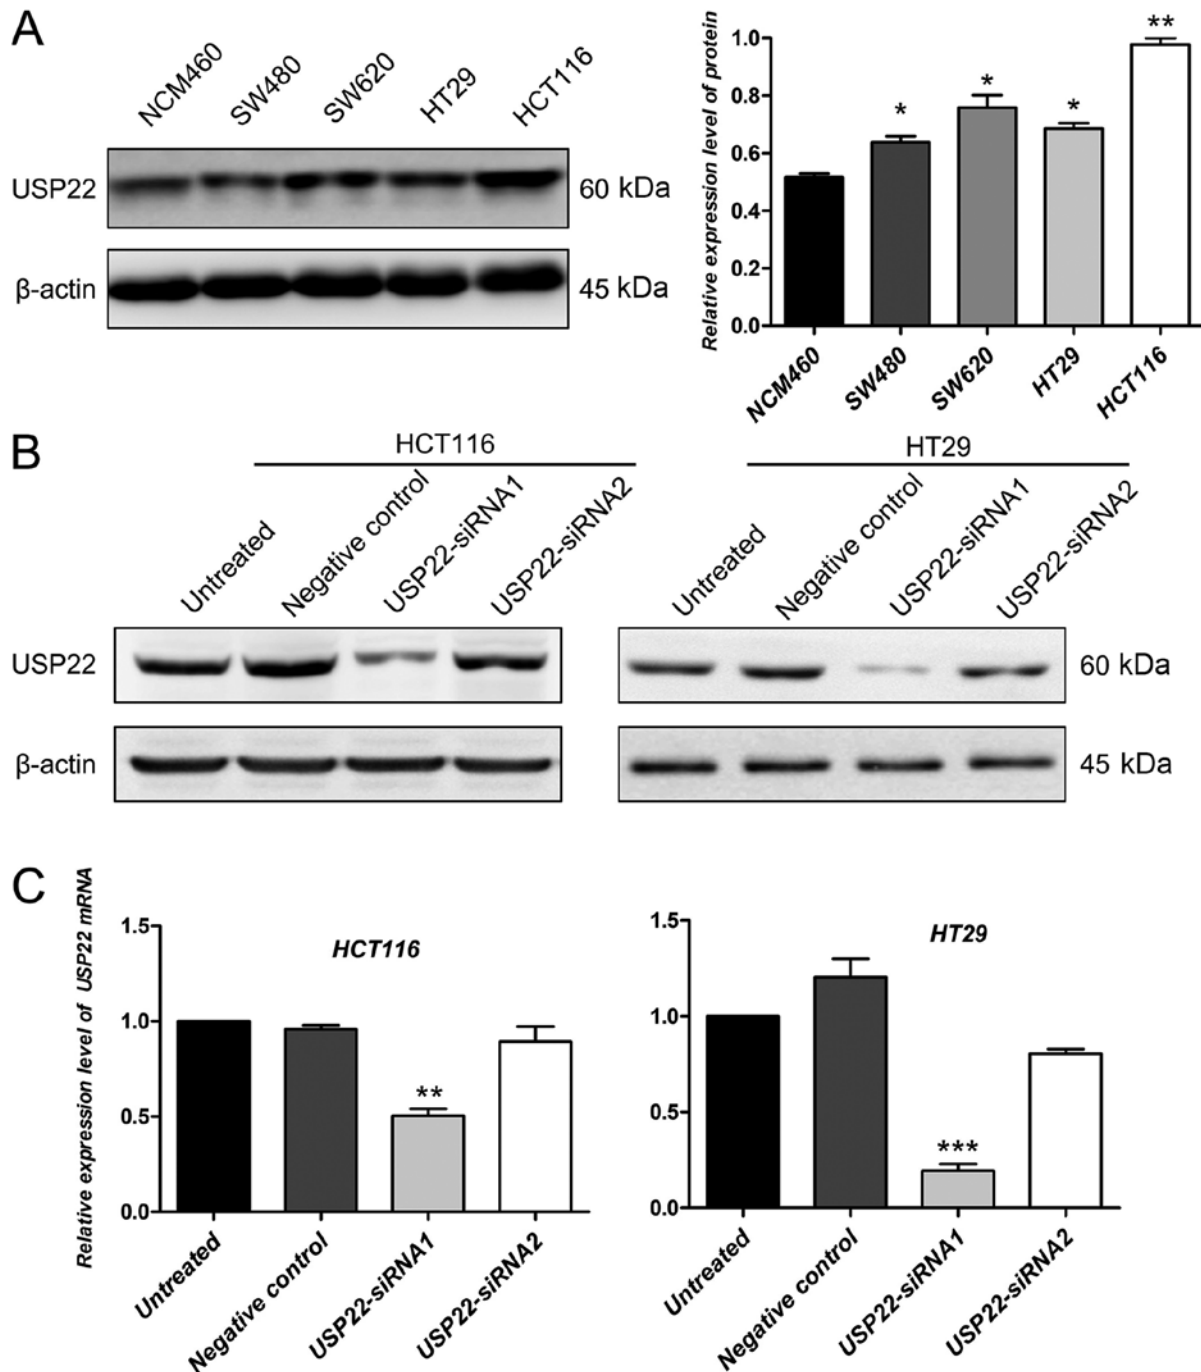 A
NCM460
SW480
SW620
HT29
HCT116
USP22
60 kDa
β-actin
45 kDa
Relative expression level of protein
1.0
0.8
0.6
0.4
0.2
0.0
*
*
*
**
NCM460
SW480
SW620
HT29
HCT116
B
HCT116
Untreated
Negative control
USP22-siRNA1
USP22-siRNA2
HT29
Untreated
Negative control
USP22-siRNA1
USP22-siRNA2
USP22
60 kDa
β-actin
45 kDa
C
Relative expression level of USP22 mRNA
HCT116
1.5
1.0
0.5
0.0
**
Untreated
Negative control
USP22-siRNA1
USP22-siRNA2
HT29
1.5
1.0
0.5
0.0
***
Untreated
Negative control
USP22-siRNA1
USP22-siRNA2